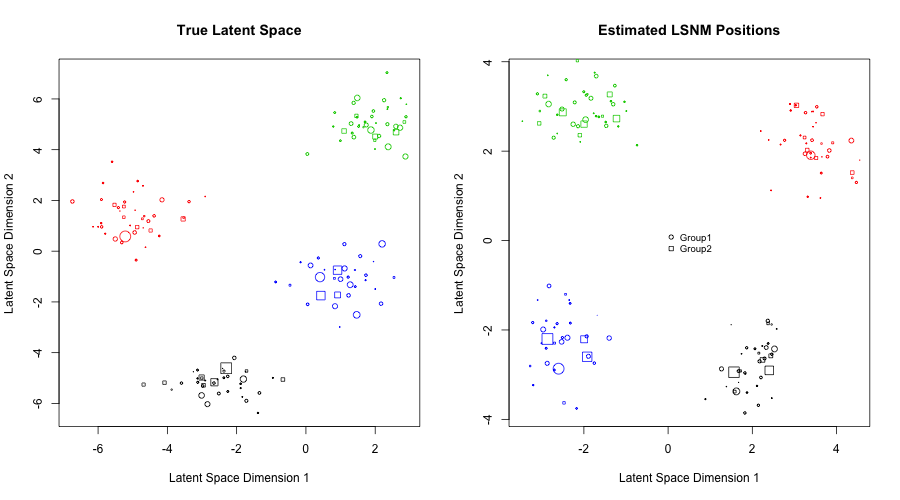 True Latent Space
6
4
2
0
-2
-4
-6
Latent Space Dimension 2
-6
-4
-2
0
2
Latent Space Dimension 1
Estimated LSNM Positions
4
2
0
-2
-4
Latent Space Dimension 2
Group1
Group2
-2
0
2
4
Latent Space Dimension 1